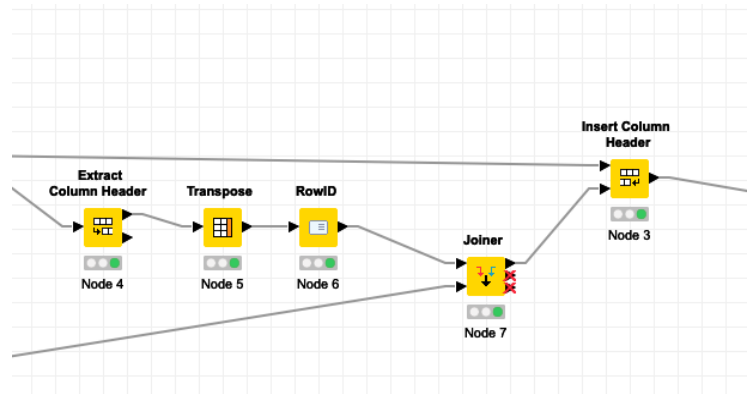 Insert Column
Header
Extract
Column Header
Transpose
RowID
Node 3
Joiner
Node 4
Node 5
Node 6
Node 7